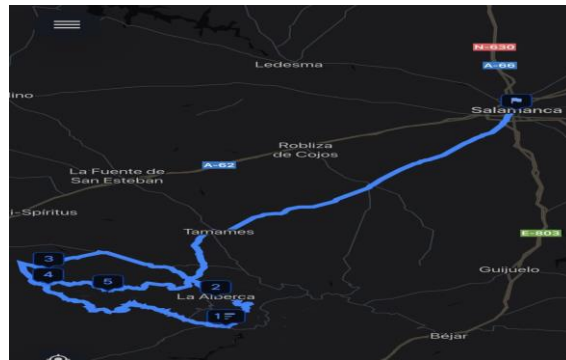 N-630
Ledesma
A-66
ino
Salamanca
Robliza
de Cojos
A-62
La Fuente de
San Esteban
i-Spíritus
Tamames
E-803
3
4
5
2
Guijuelo
La Alberca
1
Béjar